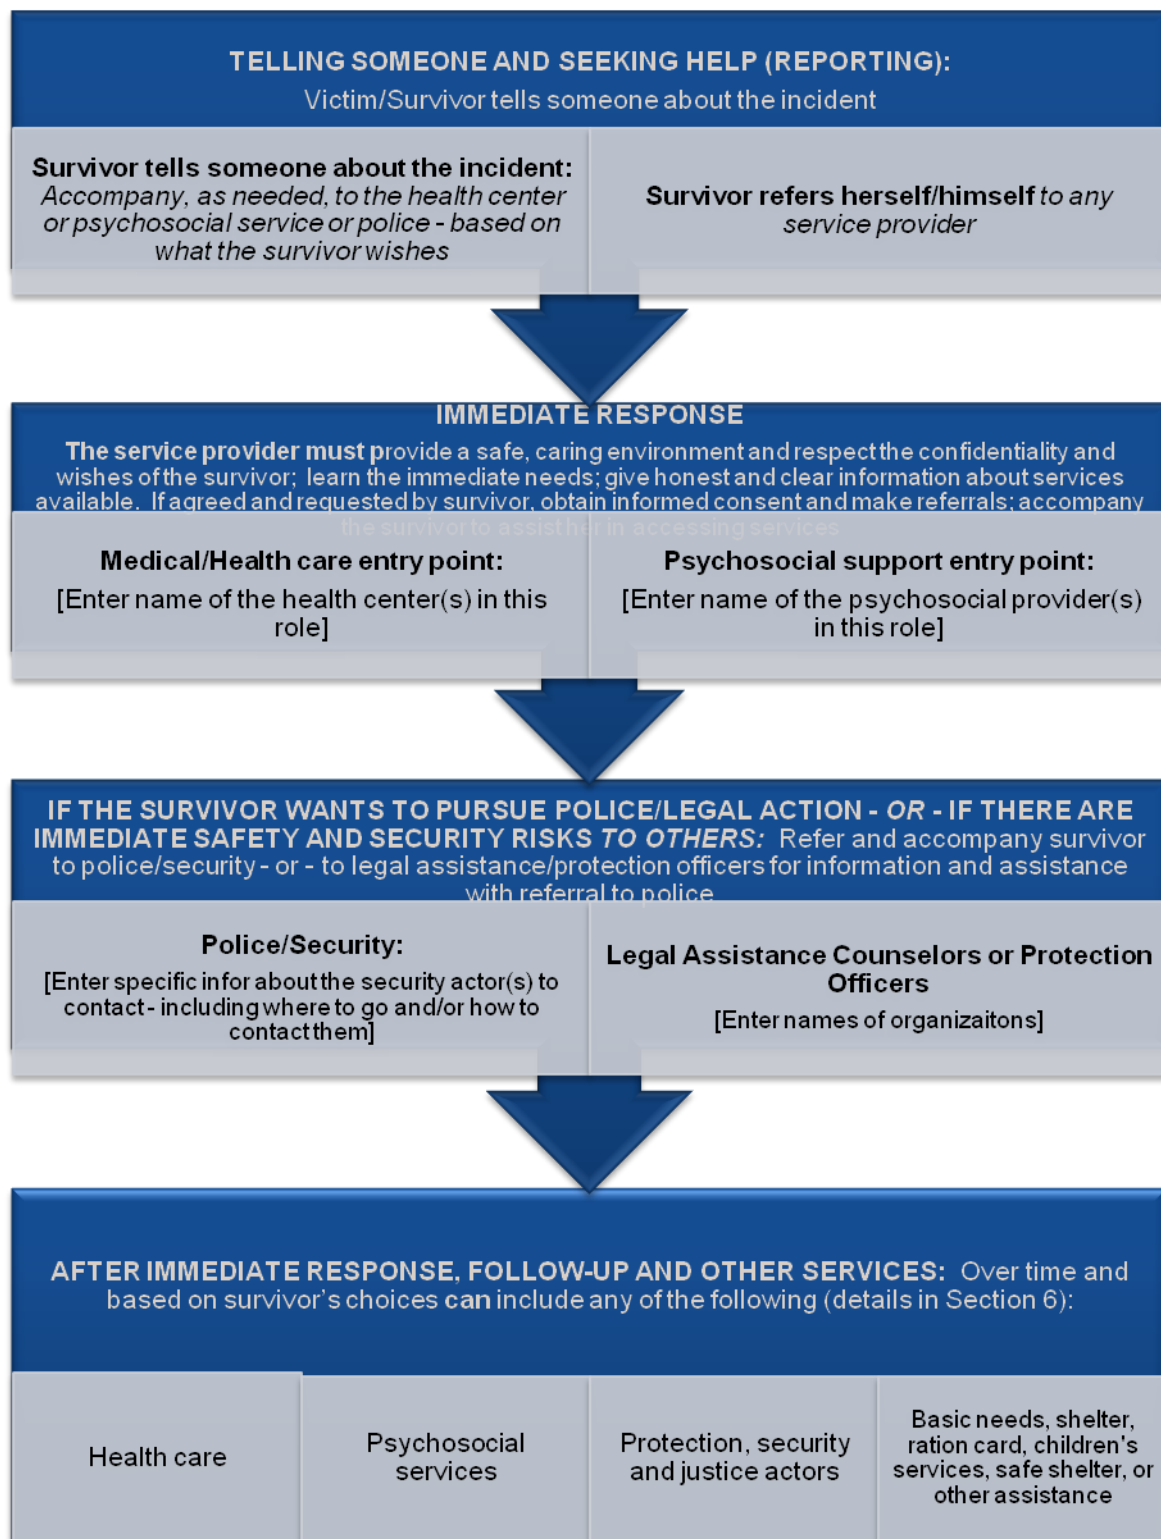 TELLING SOMEONE AND SEEKING HELP (REPORTING):
Victim/Survivor tells someone about the incident
Survivor tells someone about the incident:
Accompany, as needed, to the health center
or psychosocial service or police - based on
what the survivor wishes
Survivor refers herself/himself to any
service provider
IMMEDIATE RESPONSE
The service provider must provide a safe, caring environment and respect the confidentiality and
wishes of the survivor; learn the immediate needs; give honest and clear information about services
available. If agreed and requested by survivor, obtain informed consent and make referrals; accompany
the survivor to assist her in accessing services
Medical/Health care entry point:
[Enter name of the health center(s) in this
role]
Psychosocial support entry point:
[Enter name of the psychosocial provider(s)
in this role]
IF THE SURVIVOR WANTS TO PURSUE POLICE/LEGAL ACTION - OR - IF THERE ARE
IMMEDIATE SAFETY AND SECURITY RISKS TO OTHERS: Refer and accompany survivor
to police/security - or - to legal assistance/protection officers for information and assistance
with referral to police
Police/Security:
[Enter specific infor about the security actor(s) to
contact - including where to go and/or how to
contact them]
Legal Assistance Counselors or Protection
Officers
[Enter names of organizaitons]
AFTER IMMEDIATE RESPONSE, FOLLOW-UP AND OTHER SERVICES: Over time and
based on survivor's choices can include any of the following (details in Section 6):
Health care
Psychosocial
services
Protection, security
and justice actors
Basic needs, shelter,
ration card, children's
services, safe shelter, or
other assistance